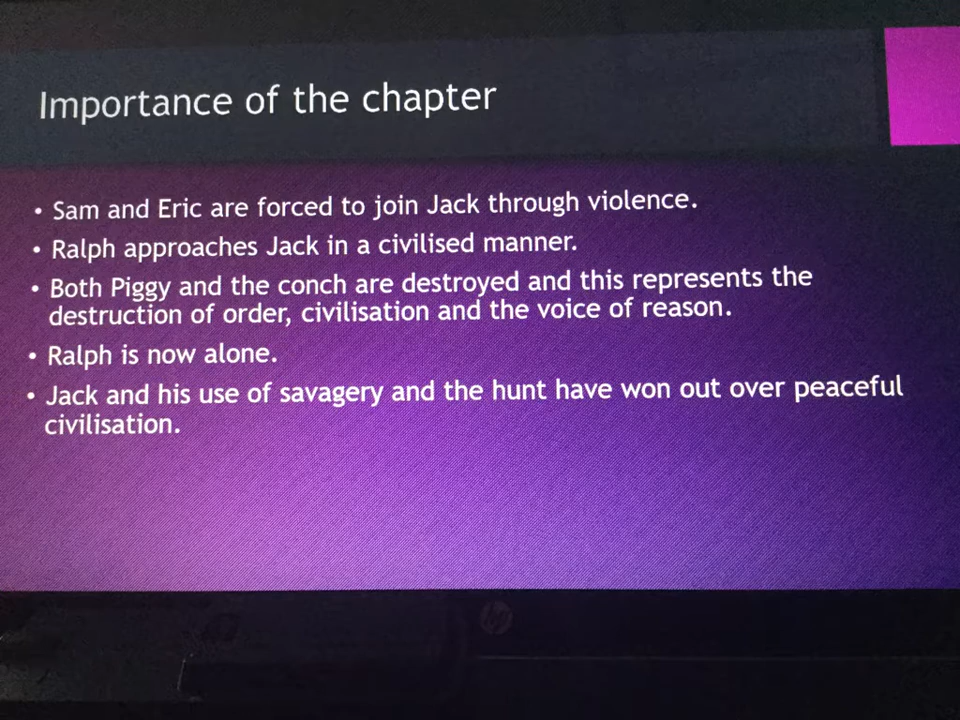 Importance of the chapter
• Sam and Eric are forced to join Jack through violence.
• Ralph approaches Jack in a civilised manner.
• Both Piggy and the conch are destroyed and this represents the
destruction of order, civilisation and the voice of reason.
• Ralph is now alone.
• Jack and his use of savagery and the hunt have won out over peaceful
civilisation.
hp